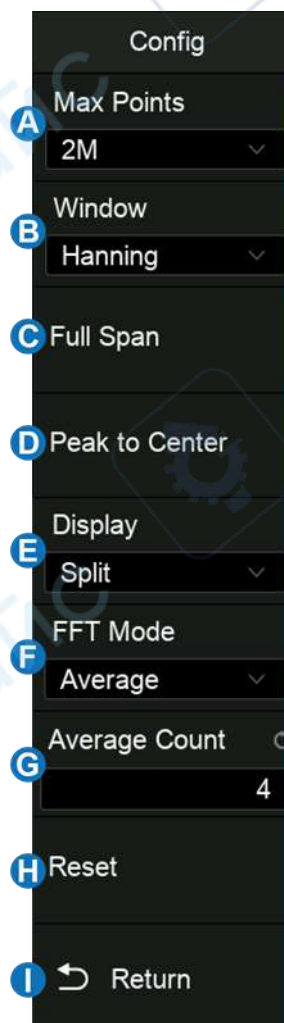 Config
A
Max Points
2M
B
Window
Hanning
C Full Span
D Peak to Center
E
Display
Split
F
FFT Mode
Average
G
Average Count
4
H Reset
I Return